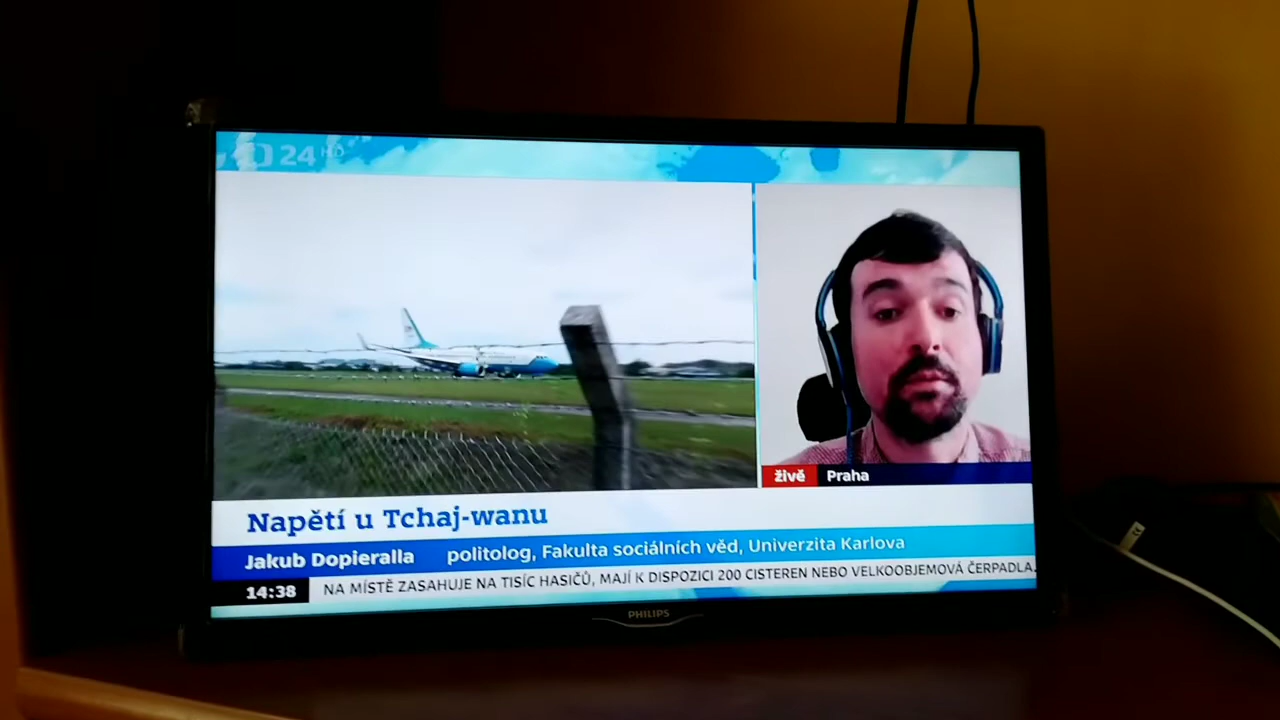 24 HD
živě Praha
Napětí u Tchaj-wanu
Jakub Dopieralla politolog, Fakulta sociálních věd, Univerzita Karlova
14:38 NA MÍSTĚ ZASAHUJE NA TISÍC HASIČŮ, MAJÍ K DISPOZICI 200 CISTEREN NEBO VELKOOBJEMOVÁ ČERPADLA.
PHILIPS